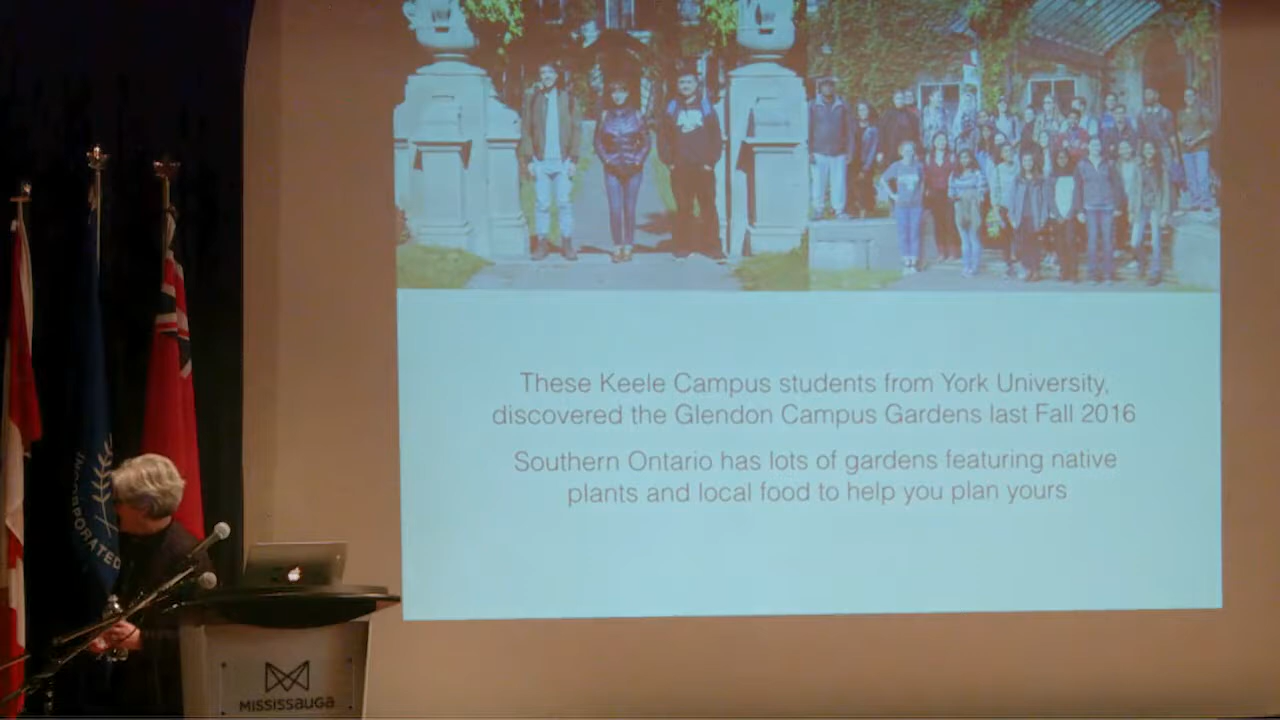 These Keele Campus students from York University,
discovered the Glendon Campus Gardens last Fall 2016
Southern Ontario has lots of gardens featuring native
plants and local food to help you plan yours
INCORPORATED
MISSISSAUGA